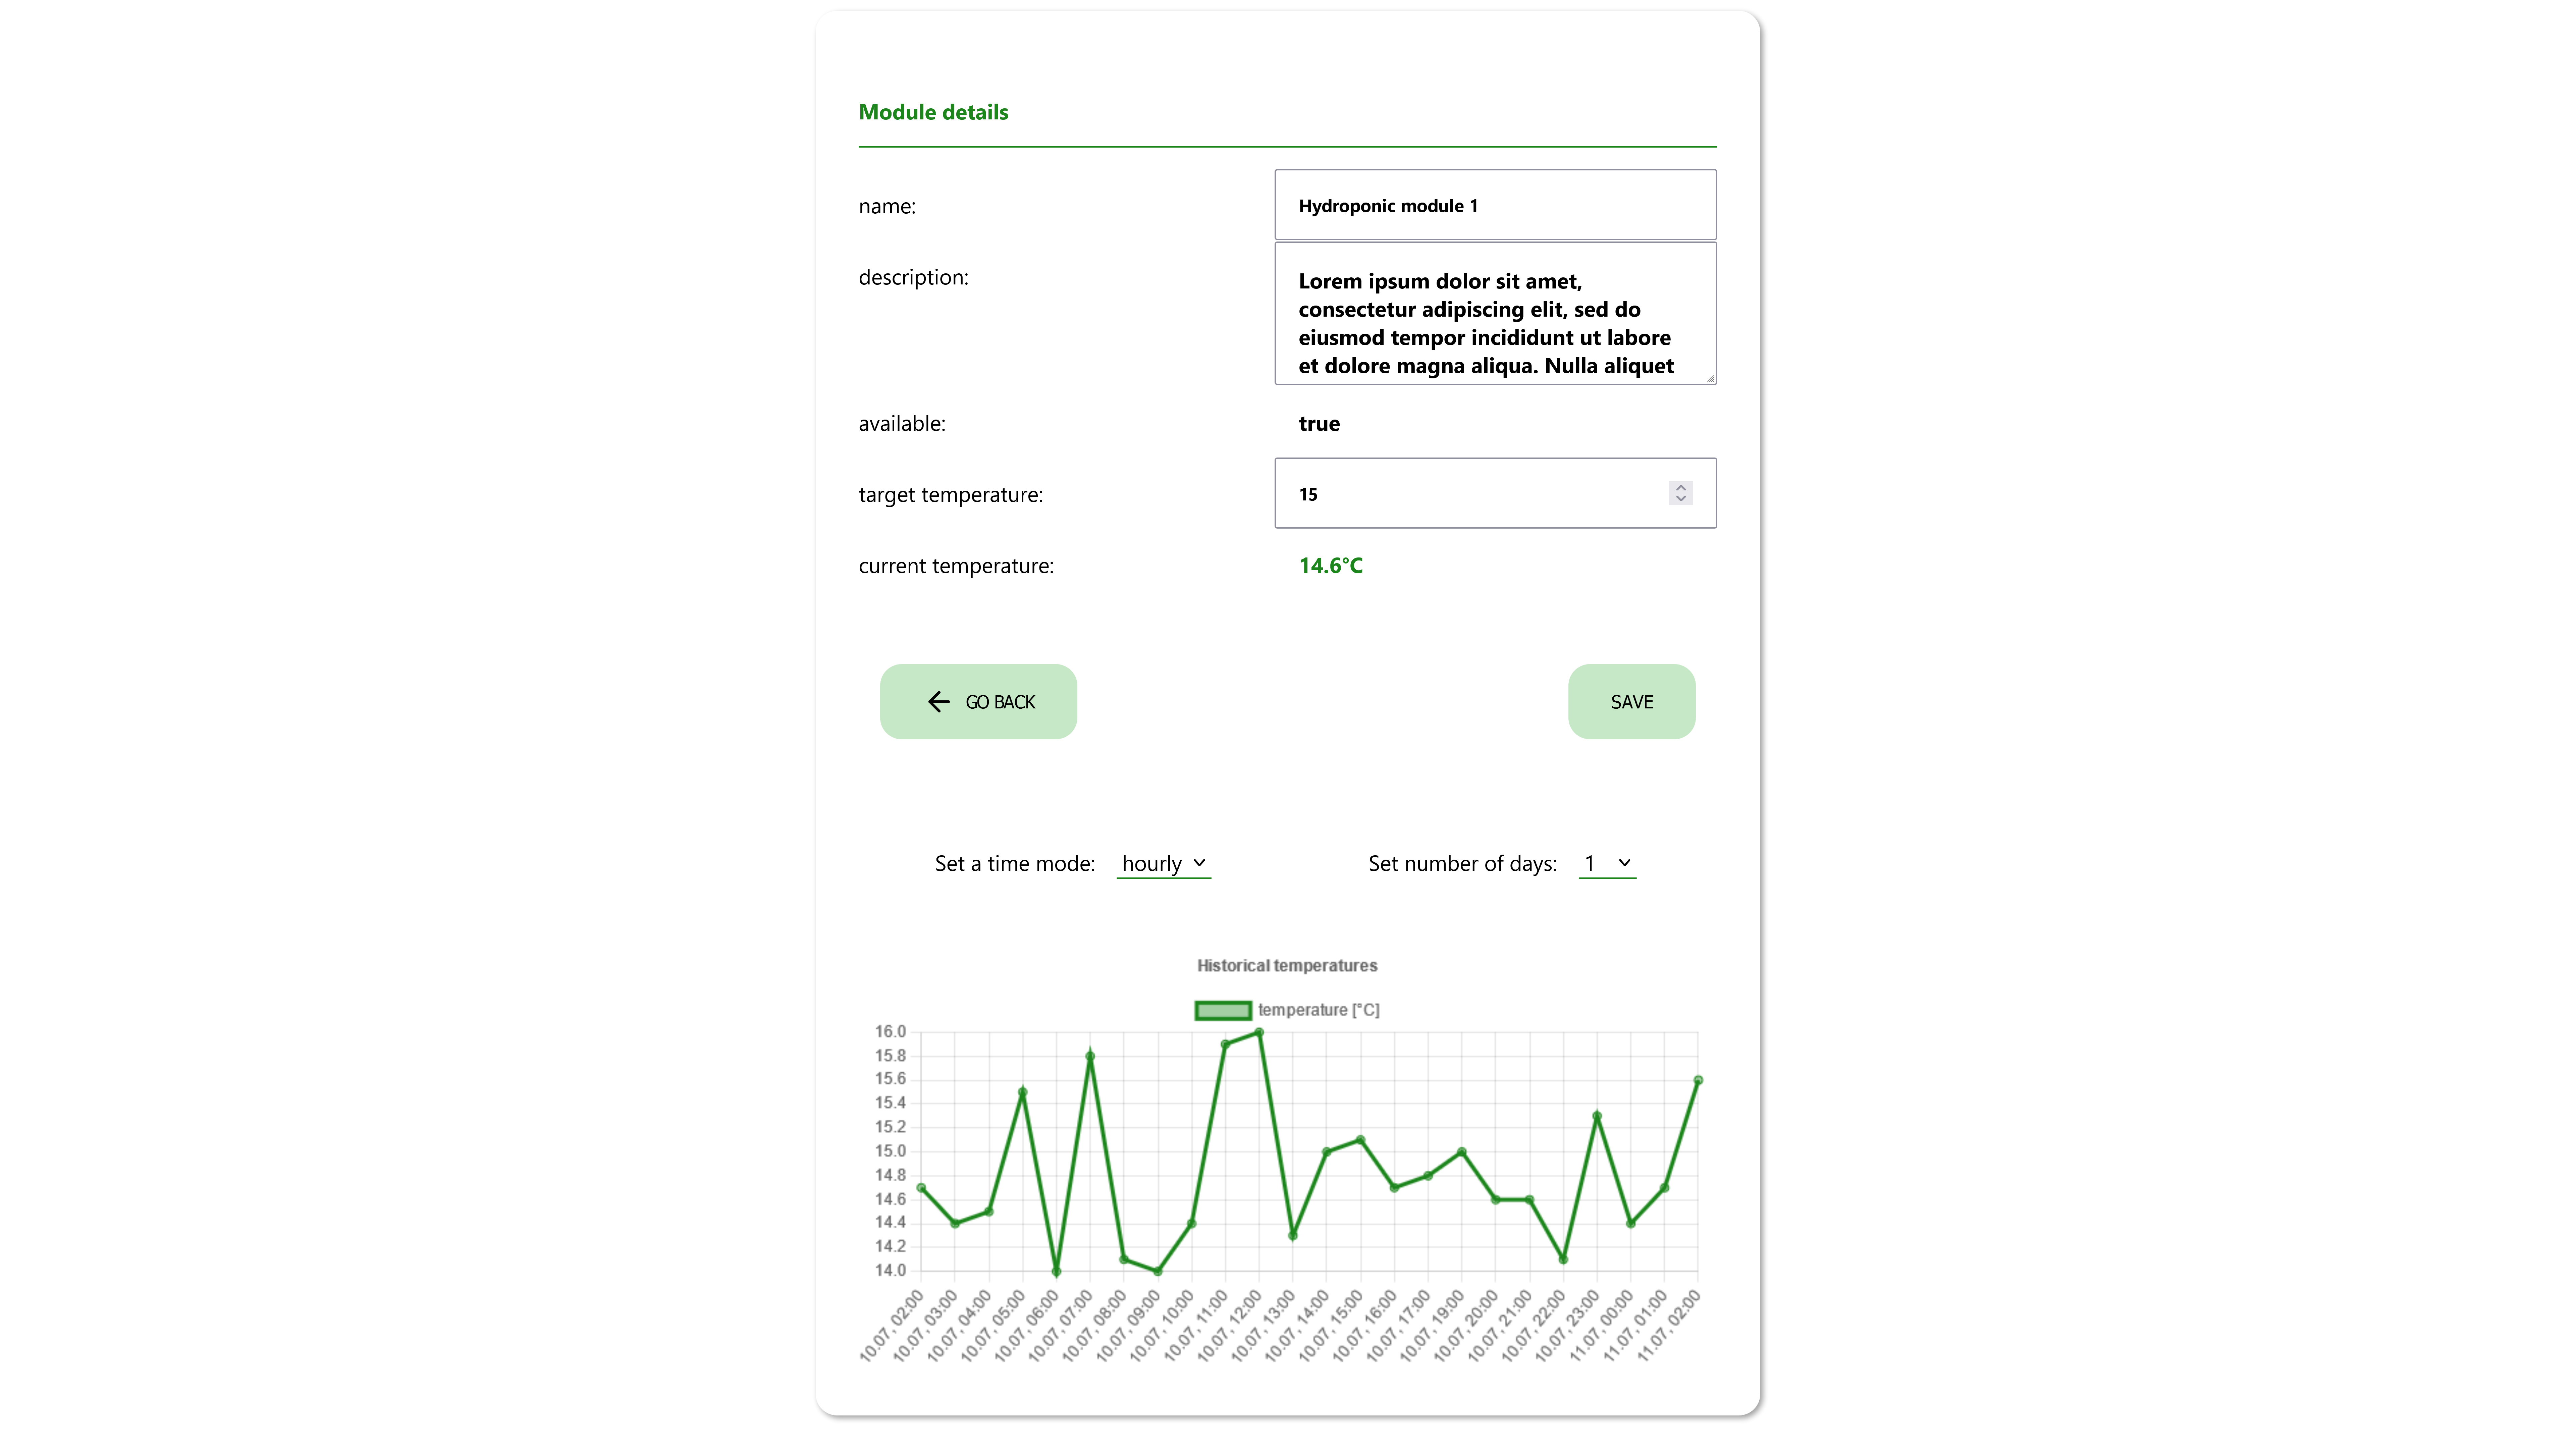 Module details
name:
Hydroponic module 1
description:
Lorem ipsum dolor sit amet,
consectetur adipiscing elit, sed do
eiusmod tempor incididunt ut labore
et dolore magna aliqua. Nulla aliquet
available:
true
target temperature:
15
current temperature:
14.6°C
GO BACK
SAVE
Set a time mode: hourly
Set number of days: 1
Historical temperatures
temperature [°C]
16.0
15.8
15.6
15.4
15.2
15.0
14.8
14.6
14.4
14.2
14.0
10.07, 02:00
10.07, 03:00
10.07, 04:00
10.07, 05:00
10.07, 06:00
10.07, 07:00
10.07, 08:00
10.07, 09:00
10.07, 10:00
10.07, 11:00
10.07, 12:00
10.07, 13:00
10.07, 14:00
10.07, 15:00
10.07, 16:00
10.07, 17:00
10.07, 19:00
10.07, 20:00
10.07, 21:00
10.07, 22:00
10.07, 23:00
11.07, 00:00
11.07, 01:00
11.07, 02:00